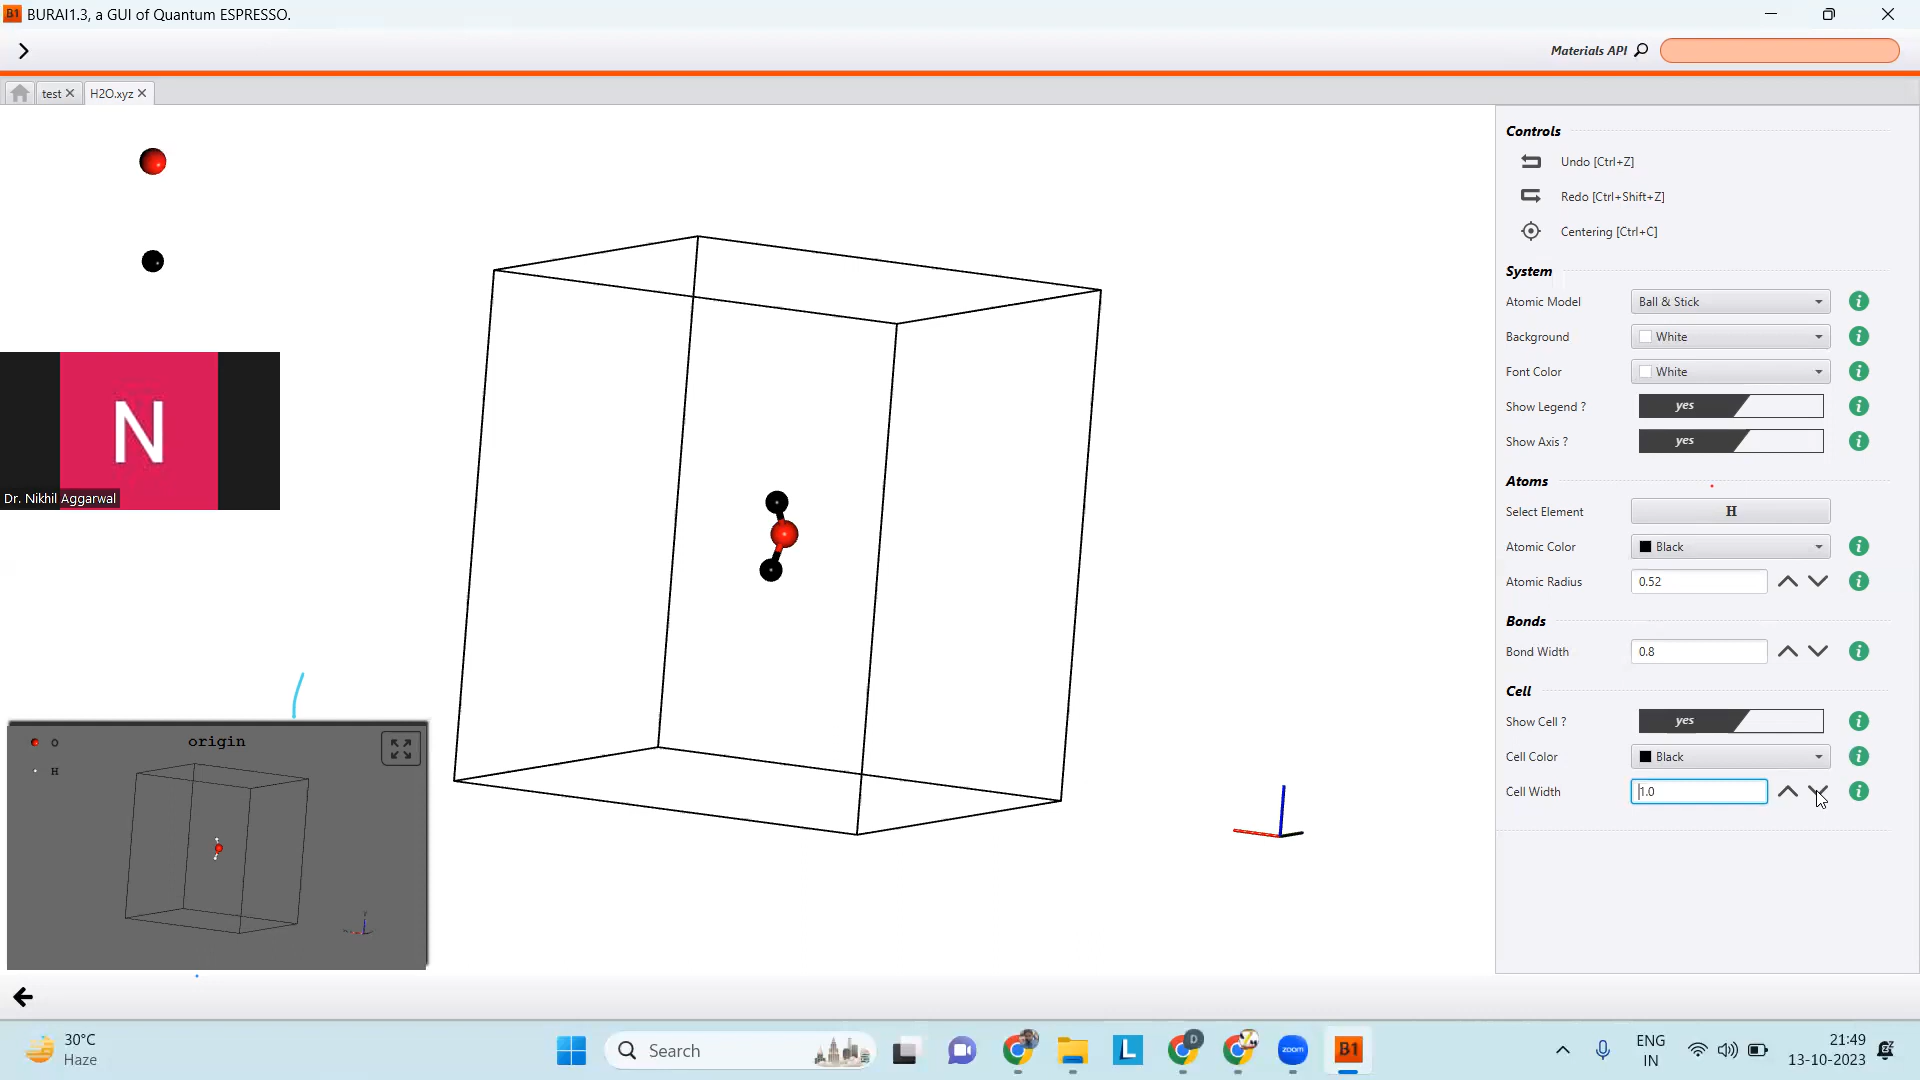 B1 BURAI1.3, a GUI of Quantum ESPRESSO.
Materials API
test
H2O.xyz
Controls
Undo [Ctrl+Z]
Redo [Ctrl+Shift+Z]
Centering [Ctrl+C]
System
Atomic Model Ball & Stick
Background White
Font Color White
Show Legend ? yes
Show Axis ? yes
Atoms
Select Element H
Atomic Color Black
Atomic Radius 0.52
Bonds
Bond Width 0.8
Cell
Show Cell ? yes
Cell Color Black
Cell Width 1.0
N
Dr. Nikhil Aggarwal
origin
O
H
30°C
Haze
Search
L
D
zoom
B1
ENG
IN
21:49
13-10-2023